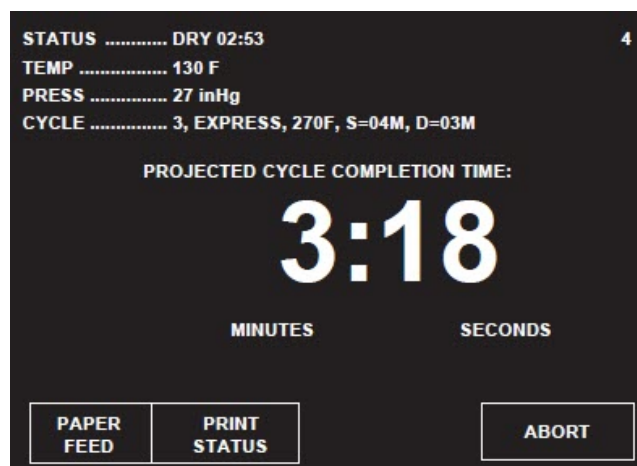 STATUS ............ DRY 02:53 4
TEMP ................. 130 F
PRESS ............... 27 inHg
CYCLE ............... 3, EXPRESS, 270F, S=04M, D=03M
PROJECTED CYCLE COMPLETION TIME:
3:18
MINUTES SECONDS
PAPER FEED
PRINT STATUS
ABORT